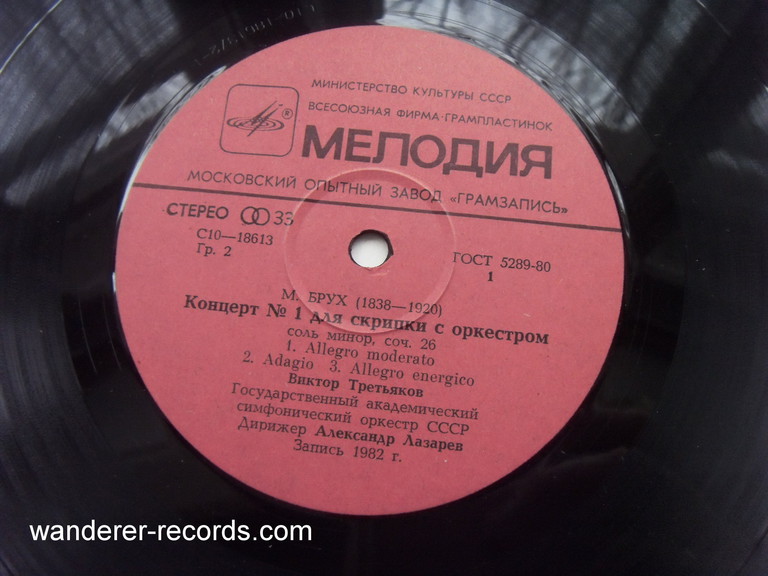 МИНИСТЕРСТВО КУЛЬТУРЫ СССР
ВСЕСОЮЗНАЯ ФИРМА·ГРАМПЛАСТИНОК
® МЕЛОДИЯ
МОСКОВСКИЙ ОПЫТНЫЙ ЗАВОД «ГРАМЗАПИСЬ»
СТЕРЕО 33
С10—18613
Гр. 2
ГОСТ 5289-80
1
М. БРУХ (1838—1920)
Концерт № 1 для скрипки с оркестром
соль минор, соч. 26
1. Allegro moderato
2. Adagio 3. Allegro energico
Виктор Третьяков
Государственный академический
симфонический оркестр СССР
Дирижер Александр Лазарев
Запись 1982 г.
wanderer-records.com